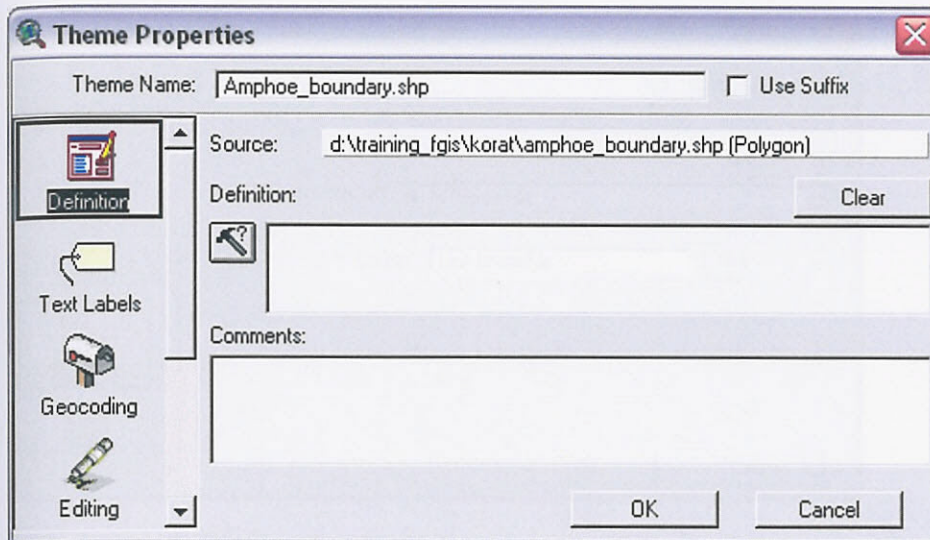 Theme Properties
Theme Name: Amphoe_boundary.shp Use Suffix
Definition
Text Labels
Geocoding
Editing
Source: d:\training_fgis\korat\amphoe_boundary.shp (Polygon)
Definition: Clear
Comments:
OK Cancel